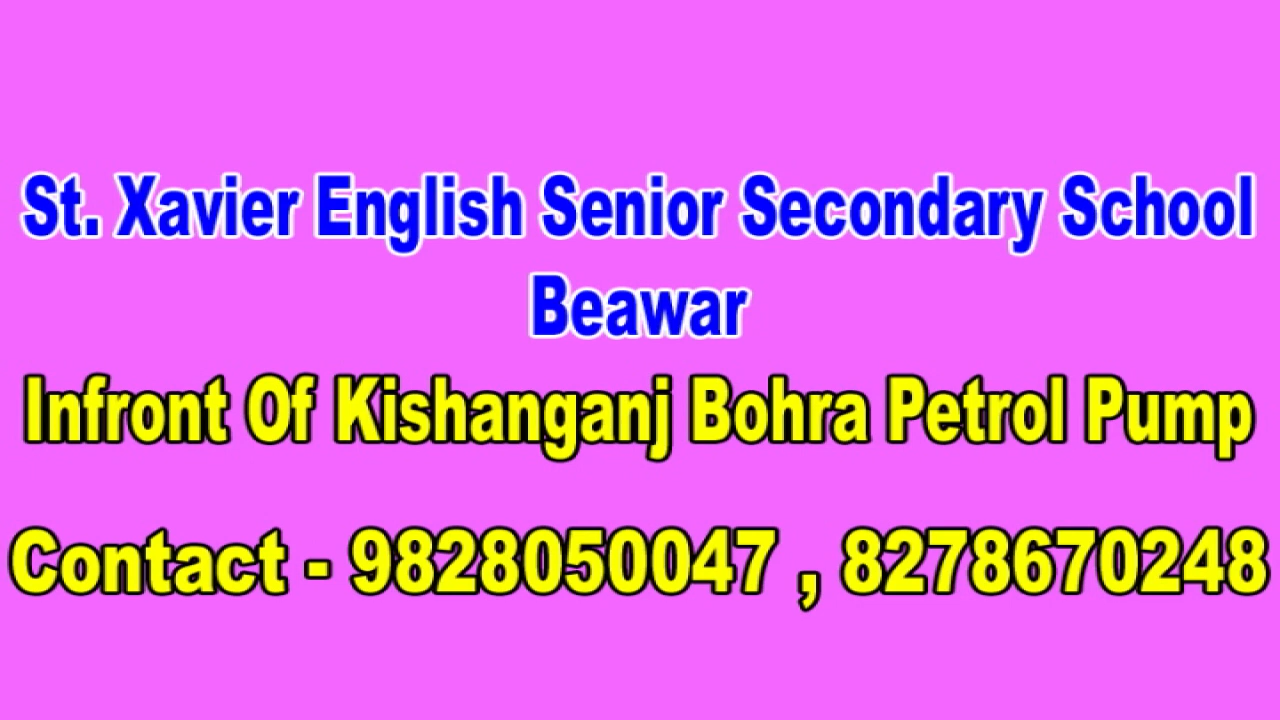 St. Xavier English Senior Secondary School
Beawar
Infront Of Kishanganj Bohra Petrol Pump
Contact - 9828050047 , 8278670248